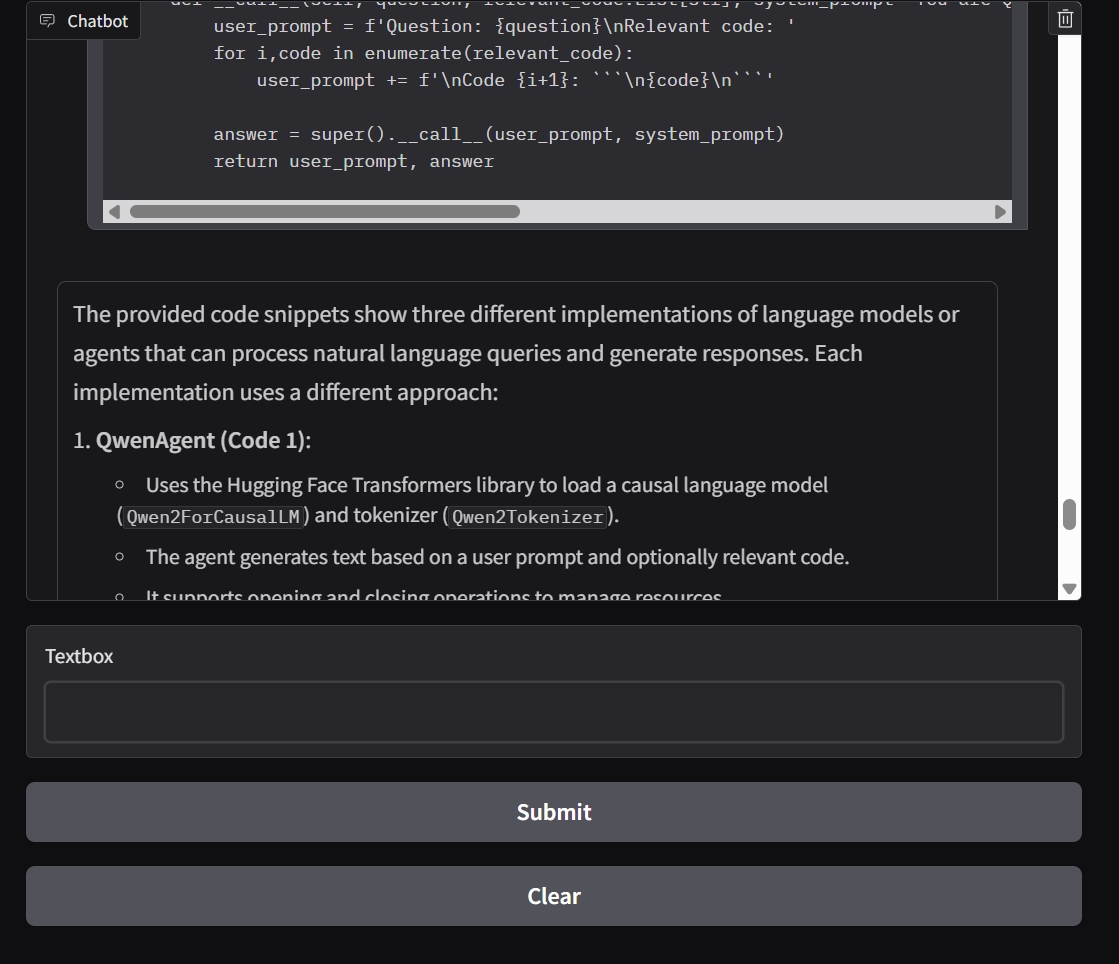 Chatbot
def __call__(self, question, relevant_code:List[str], system_prompt="You are Q
user_prompt = f'Question: {question}\nRelevant code: '
for i,code in enumerate(relevant_code):
user_prompt += f'\nCode {i+1}: ```\n{code}\n```'
answer = super().__call__(user_prompt, system_prompt)
return user_prompt, answer
The provided code snippets show three different implementations of language models or
agents that can process natural language queries and generate responses. Each
implementation uses a different approach:
1. QwenAgent (Code 1):
Uses the Hugging Face Transformers library to load a causal language model
(Qwen2ForCausalLM) and tokenizer (Qwen2Tokenizer).
The agent generates text based on a user prompt and optionally relevant code.
It supports opening and closing operations to manage resources.
Textbox
Submit
Clear